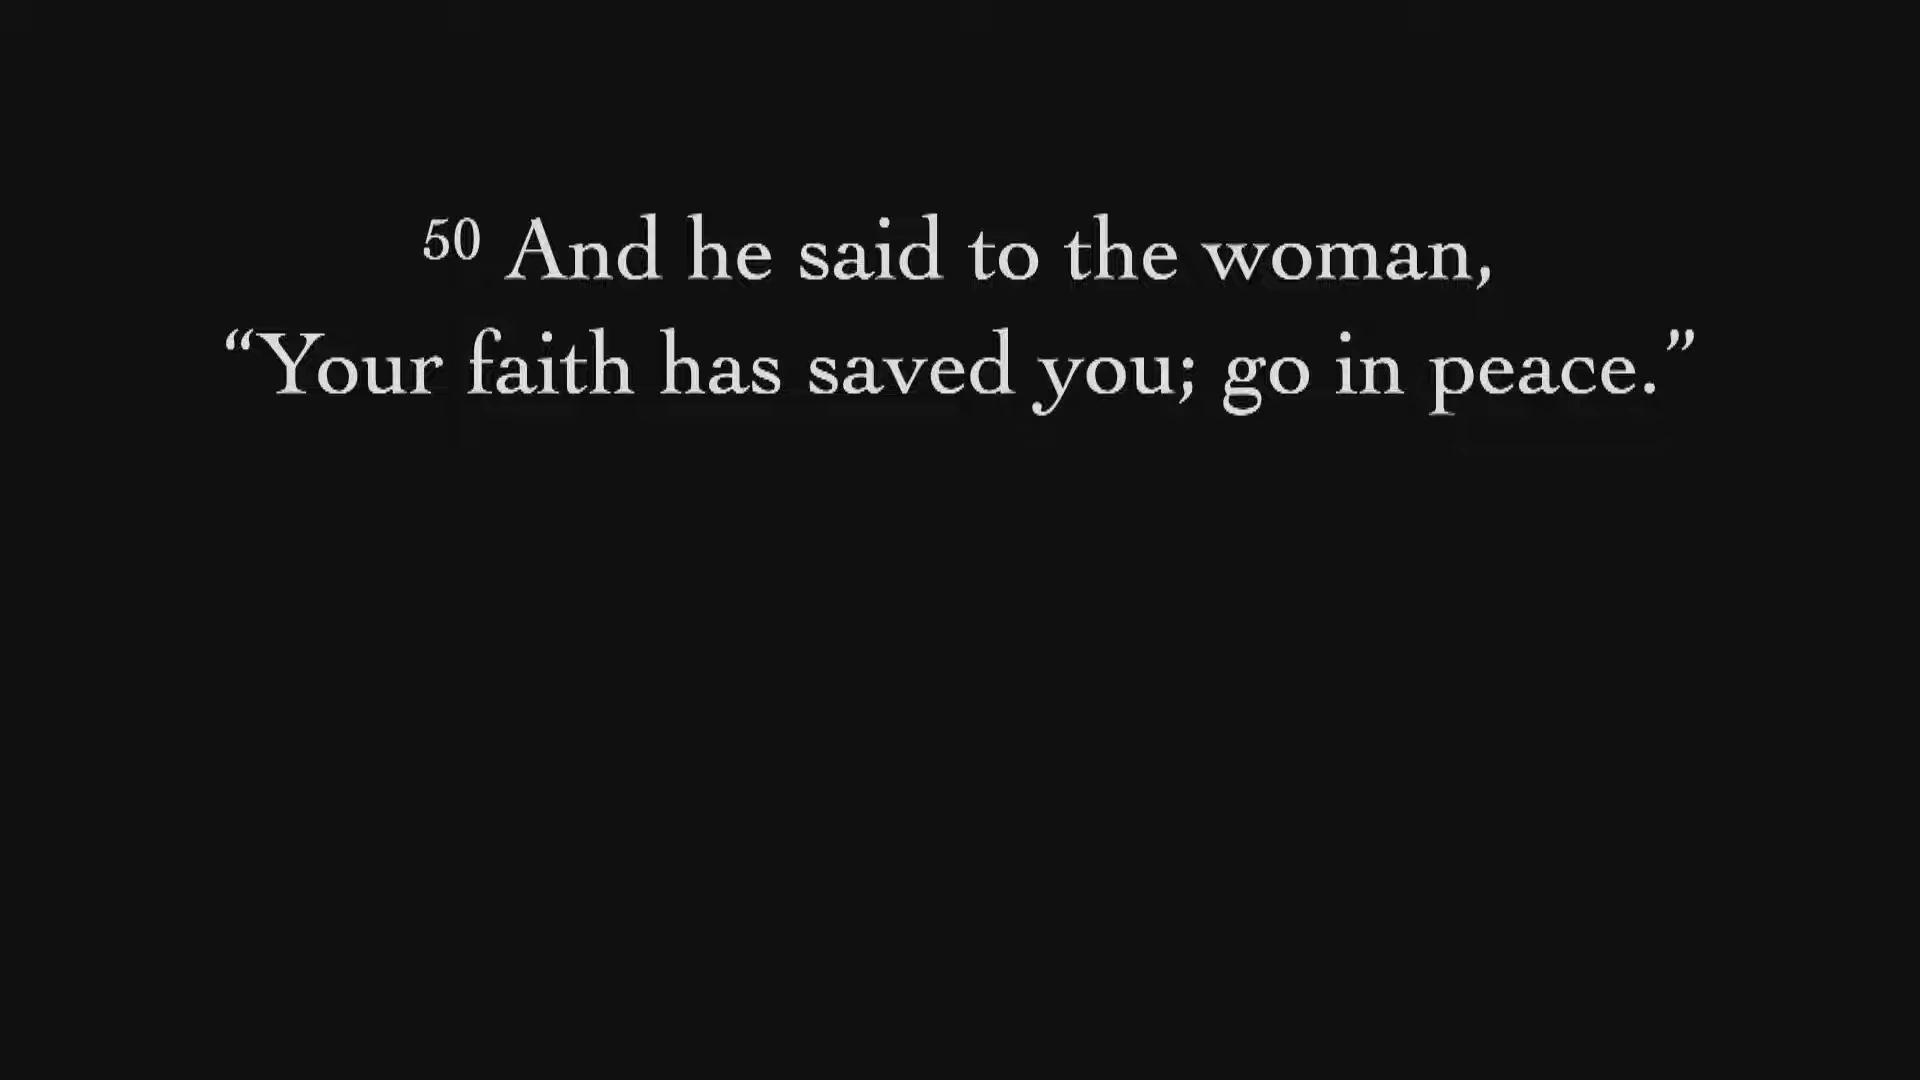 50 And he said to the woman,
“Your faith has saved you; go in peace.”